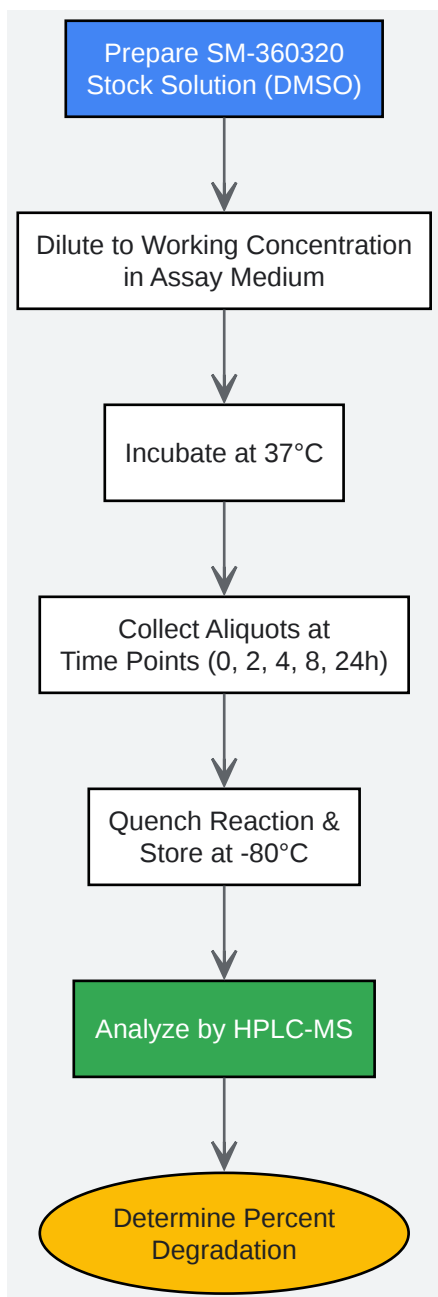 Prepare SM-360320
Stock Solution (DMSO)
Dilute to Working Concentration
in Assay Medium
Incubate at 37°C
Collect Aliquots at
Time Points (0, 2, 4, 8, 24h)
Quench Reaction &
Store at -80°C
Analyze by HPLC-MS
Determine Percent
Degradation